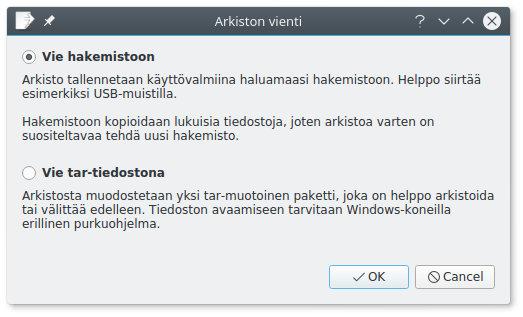 Arkiston vienti
Vie hakemistoon
Arkisto tallennetaan käyttövalmiina haluamaasi hakemistoon. Helppo siirtää
esimerkiksi USB-muistilla.
Hakemistoon kopioidaan lukuisia tiedostoja, joten arkistoa varten on
suositeltavaa tehdä uusi hakemisto.
Vie tar-tiedostona
Arkistosta muodostetaan yksi tar-muotoinen paketti, joka on helppo arkistoida
tai välittää edelleen. Tiedoston avaamiseen tarvitaan Windows-koneilla
erillinen purkuohjelma.
OK Cancel